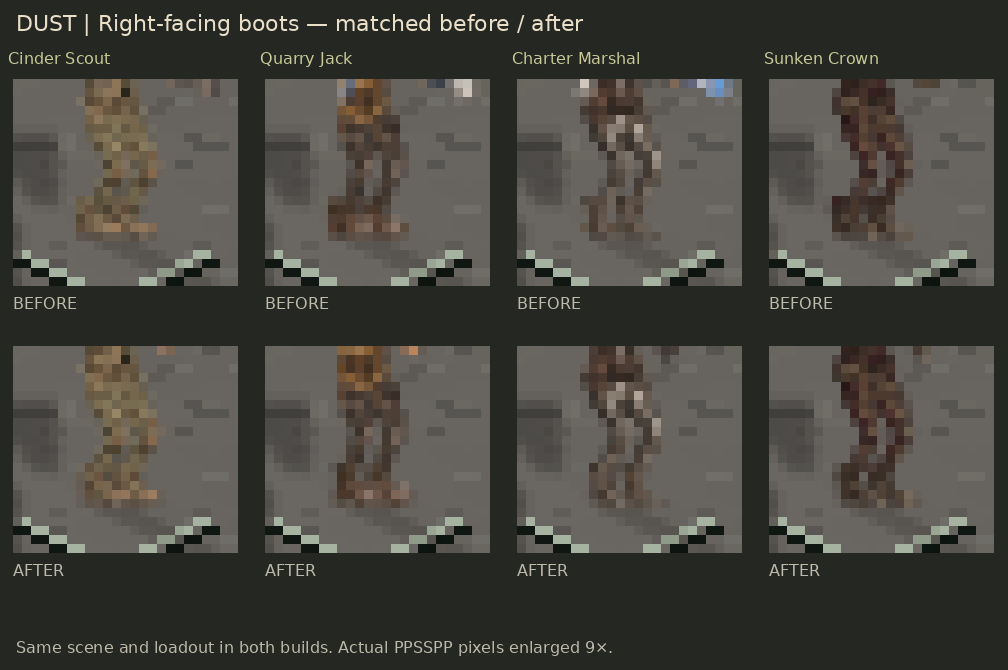 DUST | Right-facing boots — matched before / after
Cinder Scout
Quarry Jack
Charter Marshal
Sunken Crown
BEFORE
BEFORE
BEFORE
BEFORE
AFTER
AFTER
AFTER
AFTER
Same scene and loadout in both builds. Actual PPSSPP pixels enlarged 9×.